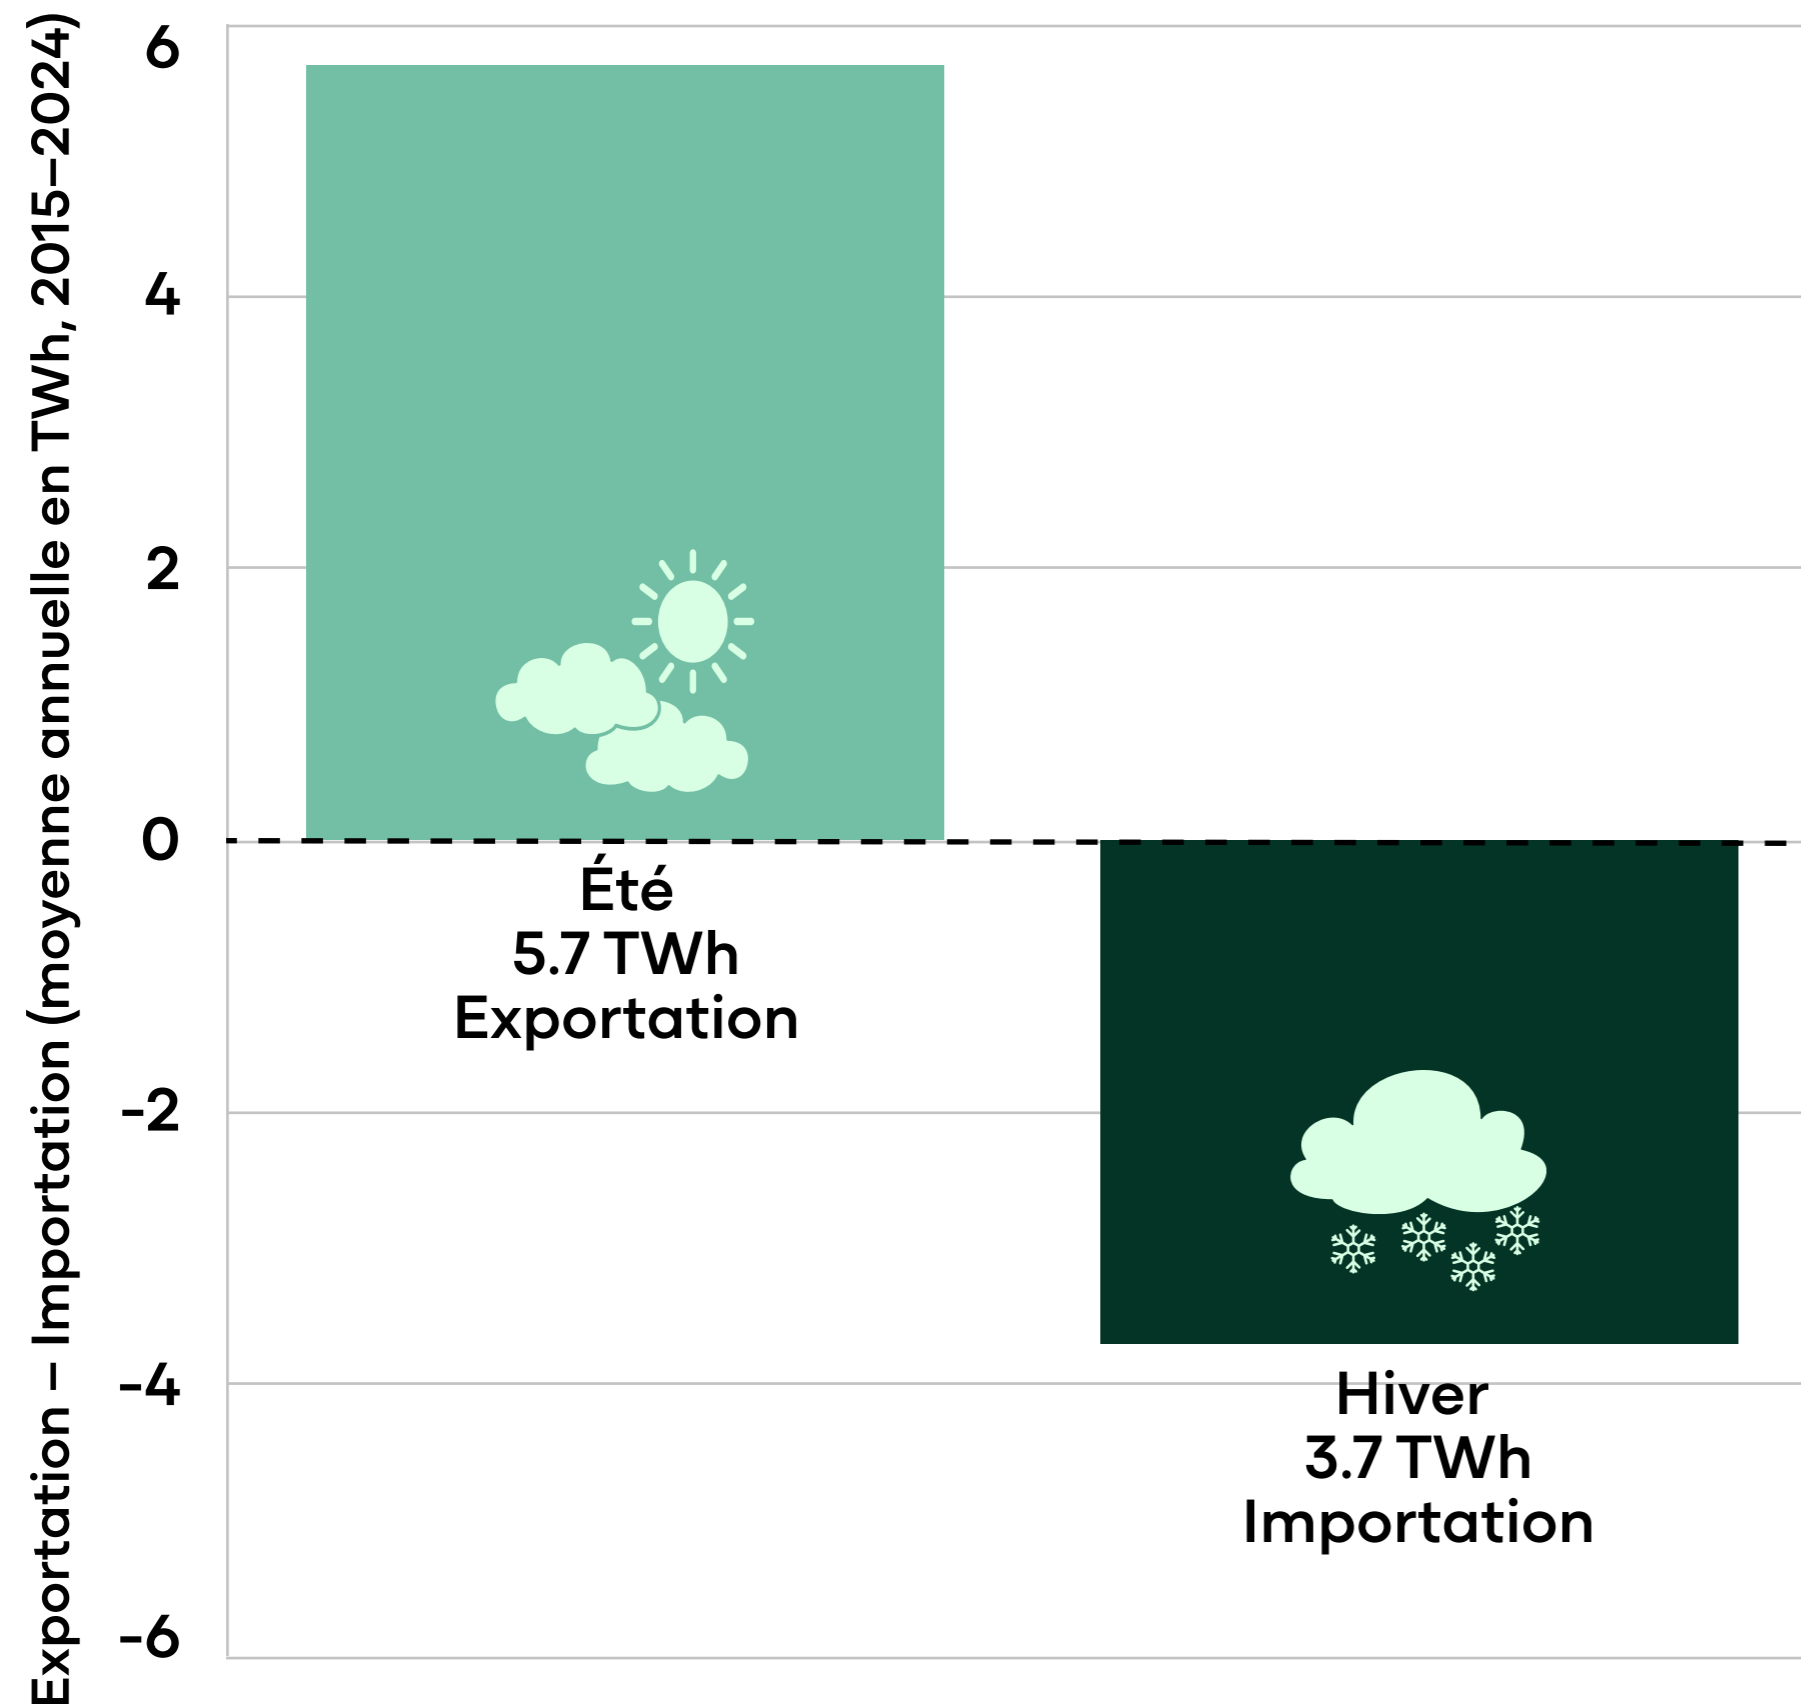 Exportation – Importation (moyenne annuelle en TWh, 2015–2024)
6
4
2
0
-2
-4
-6
Été
5.7 TWh
Exportation
Hiver
3.7 TWh
Importation